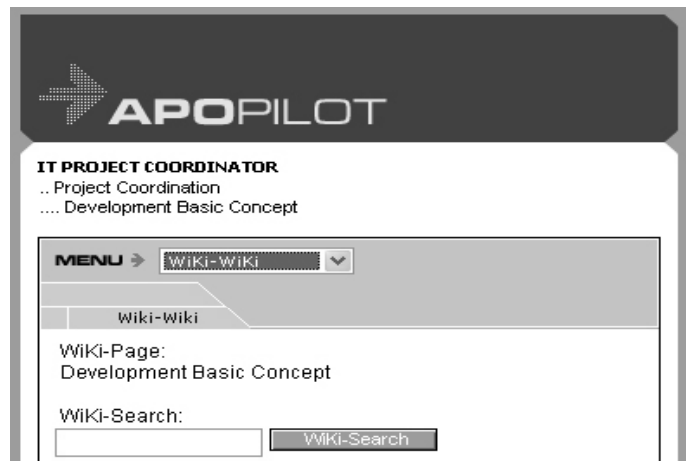 APOPILOT
IT PROJECT COORDINATOR
.. Project Coordination
.... Development Basic Concept
MENU WiKi-WiKi
Wiki-Wiki
WiKi-Page:
Development Basic Concept
WiKi-Search:
WiKi-Search